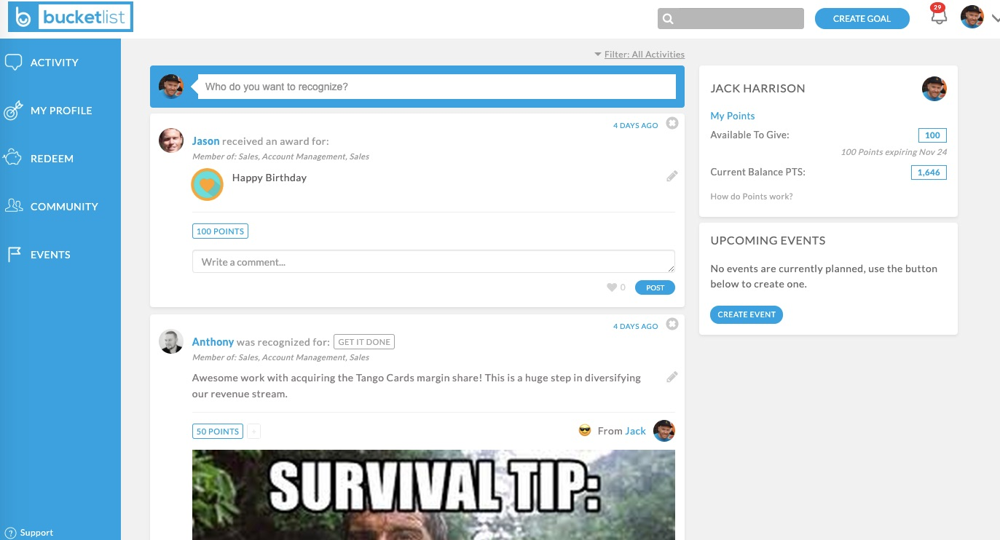 bucketlist
CREATE GOAL
29
ACTIVITY
MY PROFILE
REDEEM
COMMUNITY
EVENTS
Support
Filter: All Activities
Who do you want to recognize?
4 DAYS AGO
Jason received an award for:
Member of: Sales, Account Management, Sales
Happy Birthday
100 POINTS
Write a comment...
0
POST
4 DAYS AGO
Anthony was recognized for: GET IT DONE
Member of: Sales, Account Management, Sales
Awesome work with acquiring the Tango Cards margin share! This is a huge step in diversifying
our revenue stream.
50 POINTS +
From Jack
SURVIVAL TIP:
JACK HARRISON
My Points
Available To Give: 100
100 Points expiring Nov 24
Current Balance PTS: 1,646
How do Points work?
UPCOMING EVENTS
No events are currently planned, use the button
below to create one.
CREATE EVENT